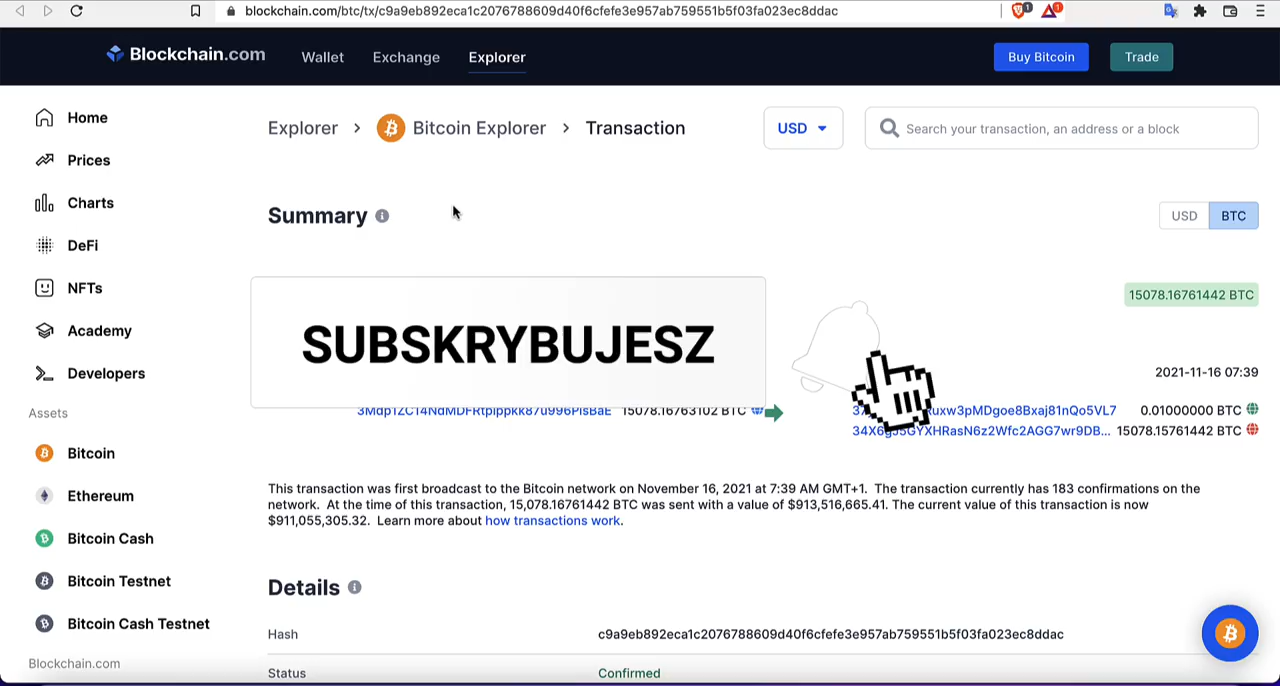 blockchain.com/btc/tx/c9a9eb892eca1c2076788609d40f6cfefe3e957ab759551b5f03fa023ec8ddac
1
1
Blockchain.com
Wallet
Exchange
Explorer
Buy Bitcoin
Trade
Home
Prices
Charts
DeFi
NFTs
Academy
Developers
Assets
Bitcoin
Ethereum
Bitcoin Cash
Bitcoin Testnet
Bitcoin Cash Testnet
Blockchain.com
Explorer > Bitcoin Explorer > Transaction
USD
Search your transaction, an address or a block
Summary
USD BTC
15078.16761442 BTC
SUBSKRYBUJESZ
2021-11-16 07:39
15078.16763102 BTC
0.01000000 BTC
15078.15761442 BTC
This transaction was first broadcast to the Bitcoin network on November 16, 2021 at 7:39 AM GMT+1. The transaction currently has 183 confirmations on the
network. At the time of this transaction, 15,078.16761442 BTC was sent with a value of $913,516,665.41. The current value of this transaction is now
$911,055,305.32. Learn more about how transactions work.
Details
Hash
c9a9eb892eca1c2076788609d40f6cfefe3e957ab759551b5f03fa023ec8ddac
Status
Confirmed